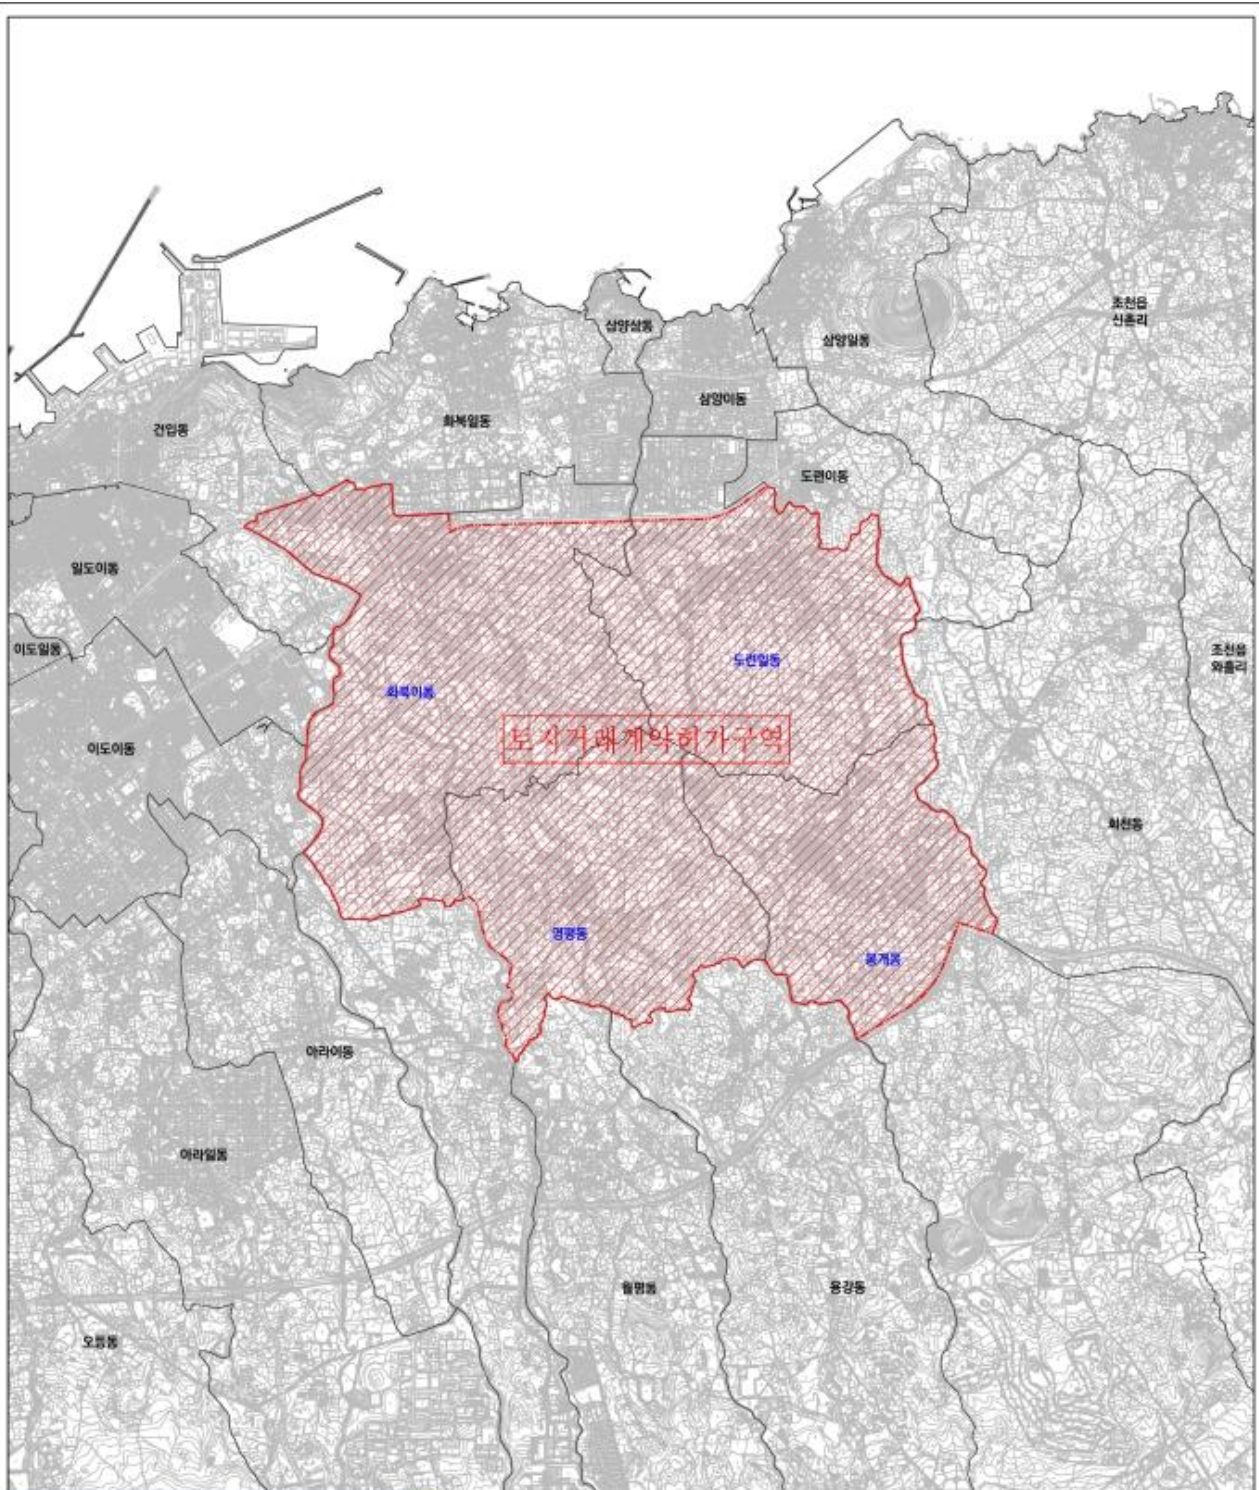 조천읍
신촌리
삼양삼동
삼양일동
삼양이동
화북일동
건입동
도련이동
일도이동
이도일동
조천읍
와흘리
도련일동
화북이동
토지거래계약허가구역
이도이동
회천동
영평동
봉개동
아라이동
아라일동
월평동
용강동
오등동